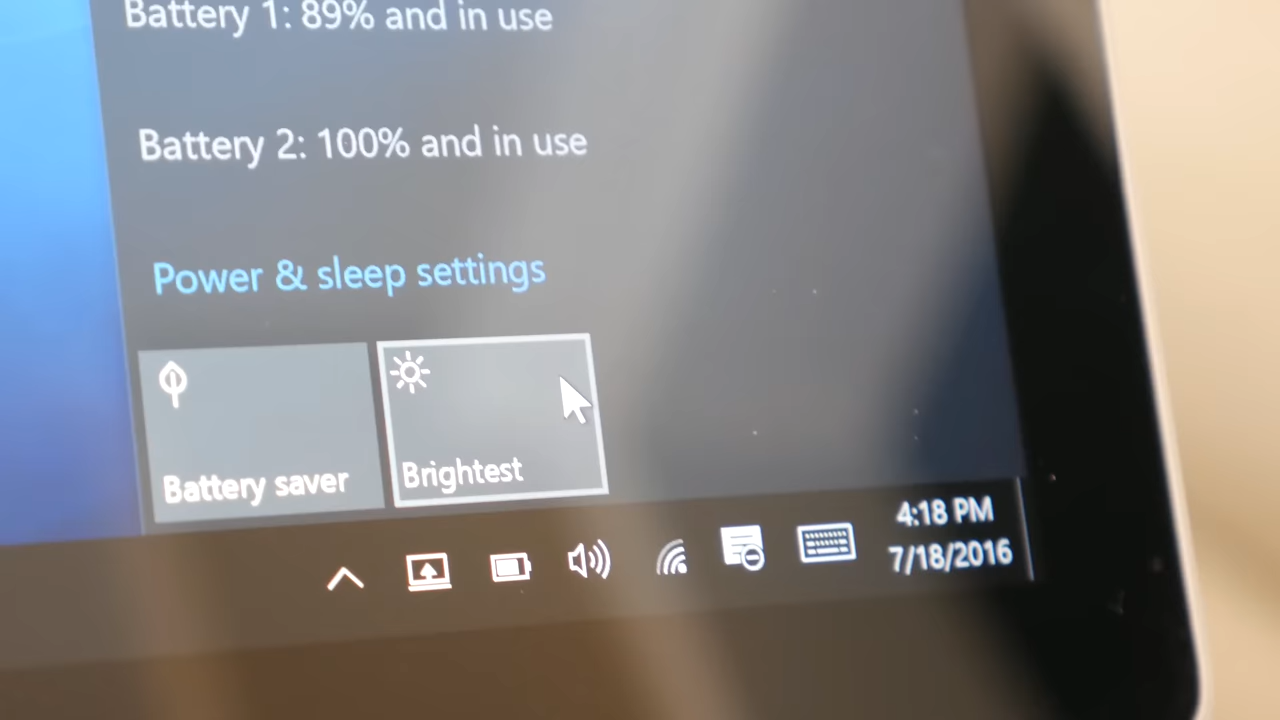 Battery 1: 89% and in use
Battery 2: 100% and in use
Power & sleep settings
Battery saver
Brightest
4:18 PM
7/18/2016